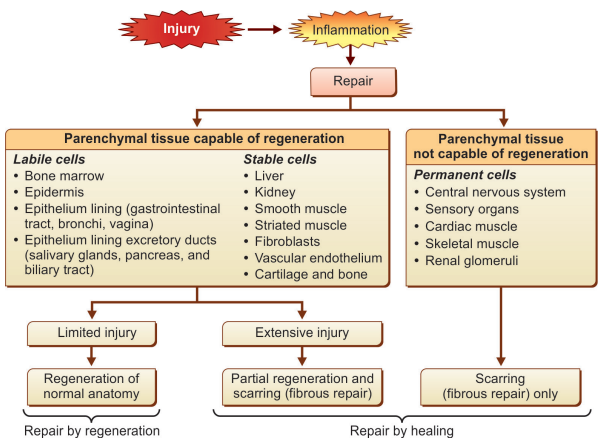 Injury
Inflammation
Repair
Parenchymal tissue capable of regeneration
Labile cells
• Bone marrow
• Epidermis
• Epithelium lining (gastrointestinal
tract, bronchi, vagina)
• Epithelium lining excretory ducts
(salivary glands, pancreas, and
biliary tract)
Stable cells
• Liver
• Kidney
• Smooth muscle
• Striated muscle
• Fibroblasts
• Vascular endothelium
• Cartilage and bone
Parenchymal tissue
not capable of regeneration
Permanent cells
• Central nervous system
• Sensory organs
• Cardiac muscle
• Skeletal muscle
• Renal glomeruli
Limited injury
Extensive injury
Regeneration of
normal anatomy
Partial regeneration and
scarring (fibrous repair)
Scarring
(fibrous repair) only
Repair by regeneration
Repair by healing